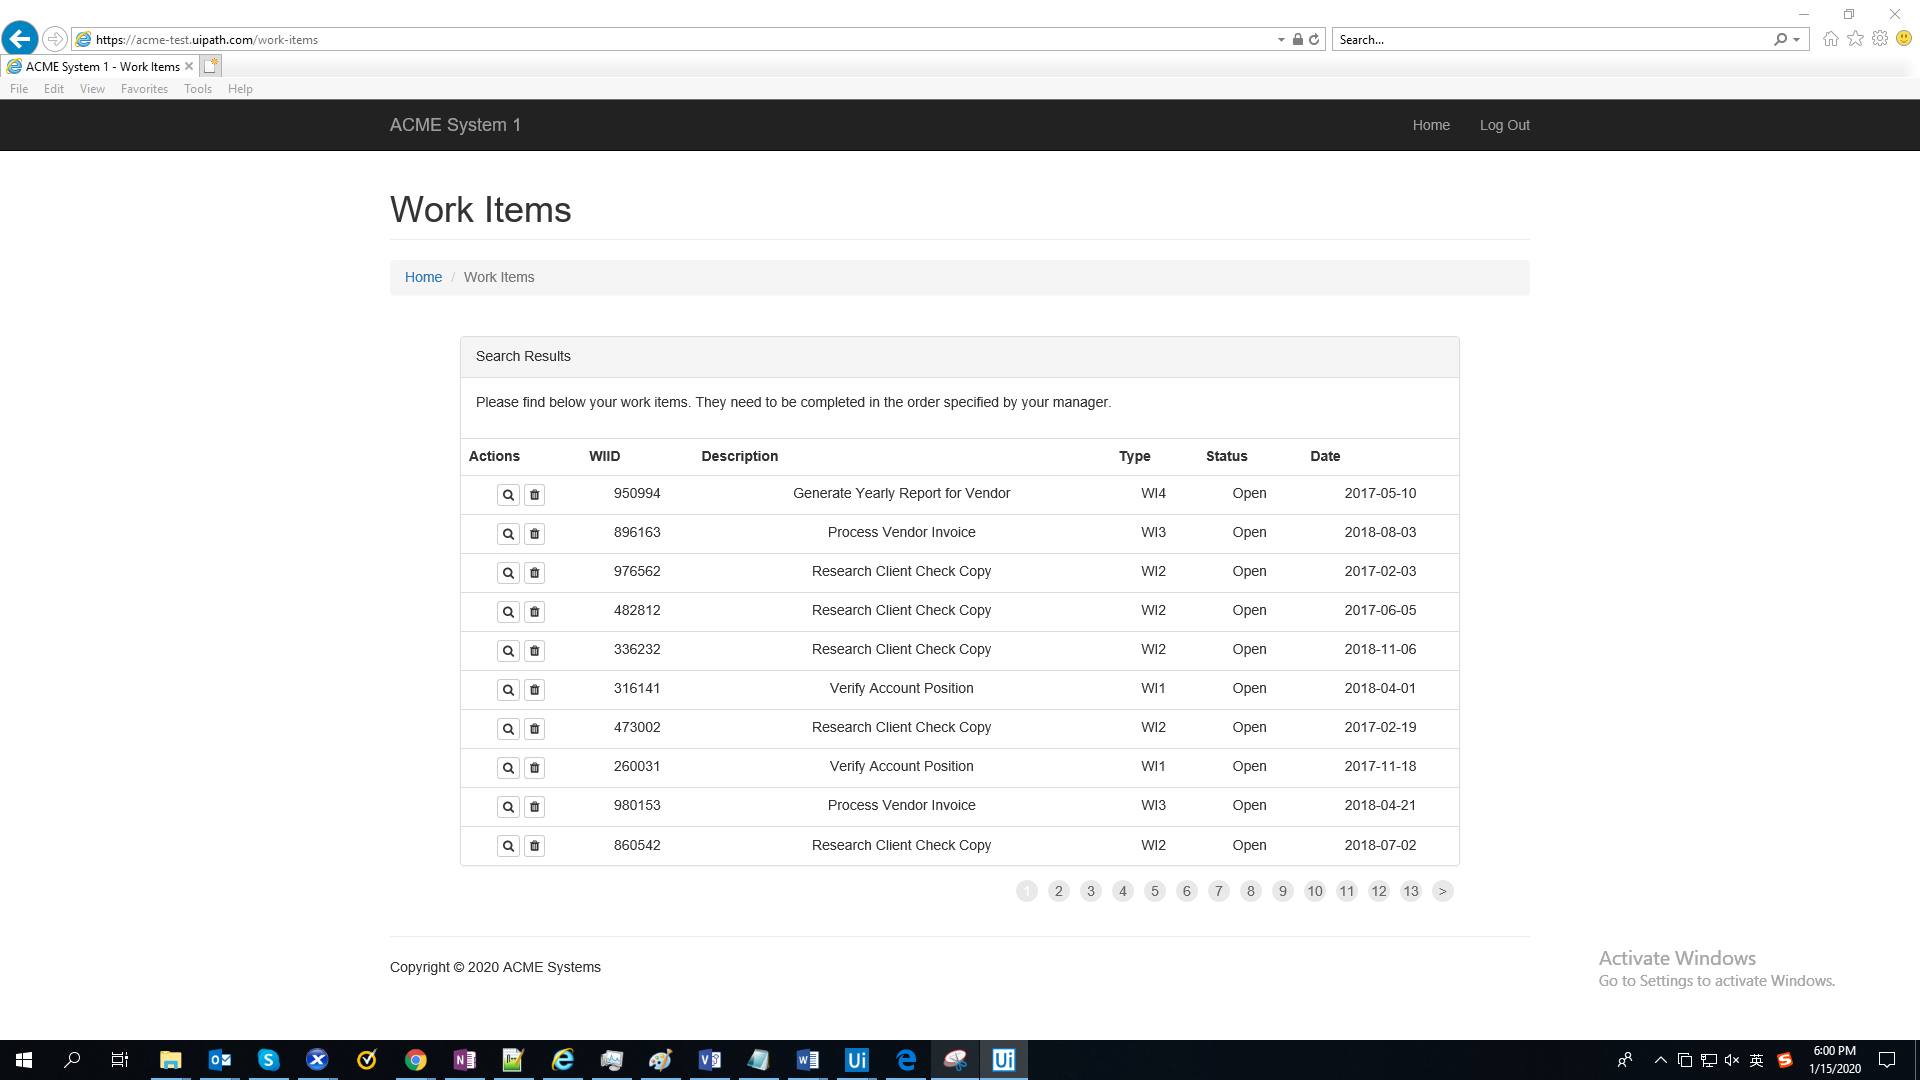 https://acme-test.uipath.com/work-items
Search...
ACME System 1 - Work Items
File Edit View Favorites Tools Help
ACME System 1 Home Log Out
Work Items
Home / Work Items
Search Results
Please find below your work items. They need to be completed in the order specified by your manager.
Actions WIID Description Type Status Date
950994 Generate Yearly Report for Vendor WI4 Open 2017-05-10
896163 Process Vendor Invoice WI3 Open 2018-08-03
976562 Research Client Check Copy WI2 Open 2017-02-03
482812 Research Client Check Copy WI2 Open 2017-06-05
336232 Research Client Check Copy WI2 Open 2018-11-06
316141 Verify Account Position WI1 Open 2018-04-01
473002 Research Client Check Copy WI2 Open 2017-02-19
260031 Verify Account Position WI1 Open 2017-11-18
980153 Process Vendor Invoice WI3 Open 2018-04-21
860542 Research Client Check Copy WI2 Open 2018-07-02
1 2 3 4 5 6 7 8 9 10 11 12 13 >
Copyright © 2020 ACME Systems
Activate Windows
Go to Settings to activate Windows.
Ui Ui 英 6:00 PM
1/15/2020